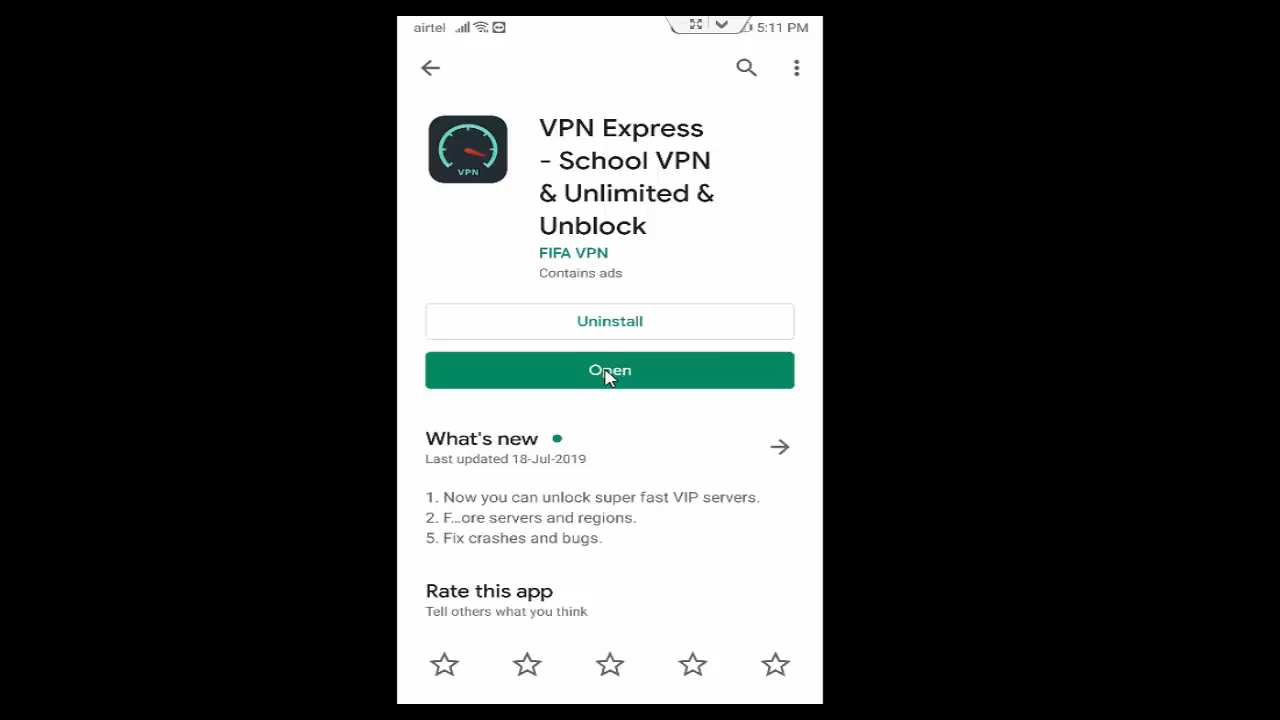 airtel 5:11 PM
VPN Express
- School VPN
& Unlimited &
Unblock
VPN
FIFA VPN
Contains ads
Uninstall
Open
What's new
Last updated 18-Jul-2019
1. Now you can unlock super fast VIP servers.
2. F...ore servers and regions.
5. Fix crashes and bugs.
Rate this app
Tell others what you think